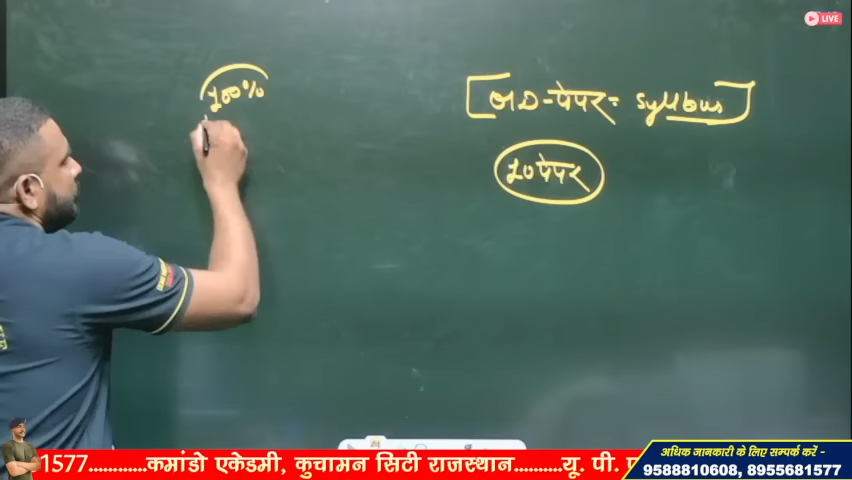 LIVE
100%
OLD-पेपर = syllbus
10 पेपर
1577............कमांडो एकेडमी, कुचामन सिटी राजस्थान..........यू. पी.
अधिक जानकारी के लिए सम्पर्क करें -
9588810608, 8955681577